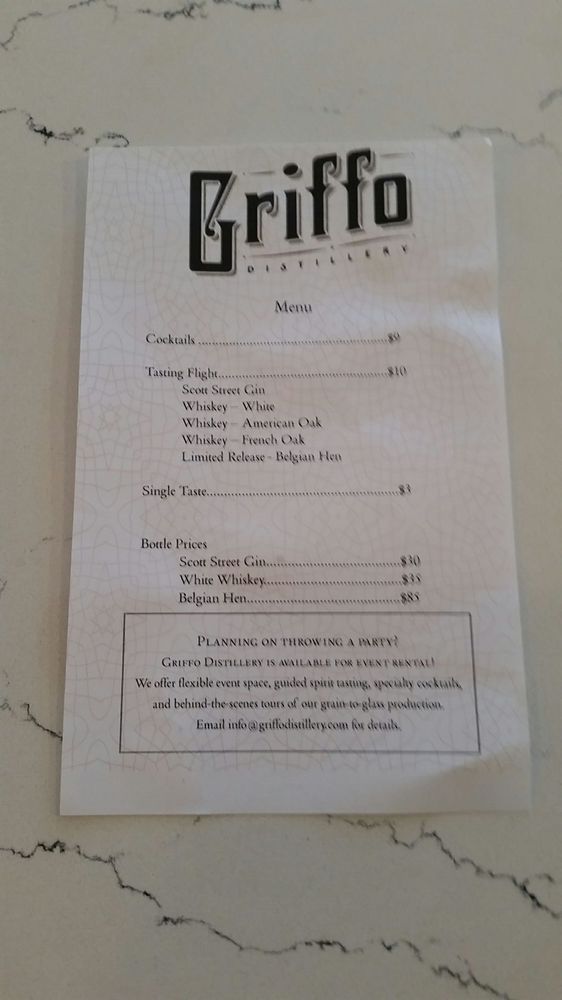 Griffo
DISTILLERY
Menu
Cocktails ........................................................$9
Tasting Flight..................................................$10
Scott Street Gin
Whiskey – White
Whiskey – American Oak
Whiskey – French Oak
Limited Release - Belgian Hen
Single Taste........................................................$3
Bottle Prices
Scott Street Gin.......................................$30
White Whiskey.......................................$35
Belgian Hen............................................$85
PLANNING ON THROWING A PARTY?
GRIFFO DISTILLERY IS AVAILABLE FOR EVENT RENTAL!
We offer flexible event space, guided spirit tasting, specialty cocktails,
and behind-the-scenes tours of our grain-to-glass production.
Email info@griffodistillery.com for details.